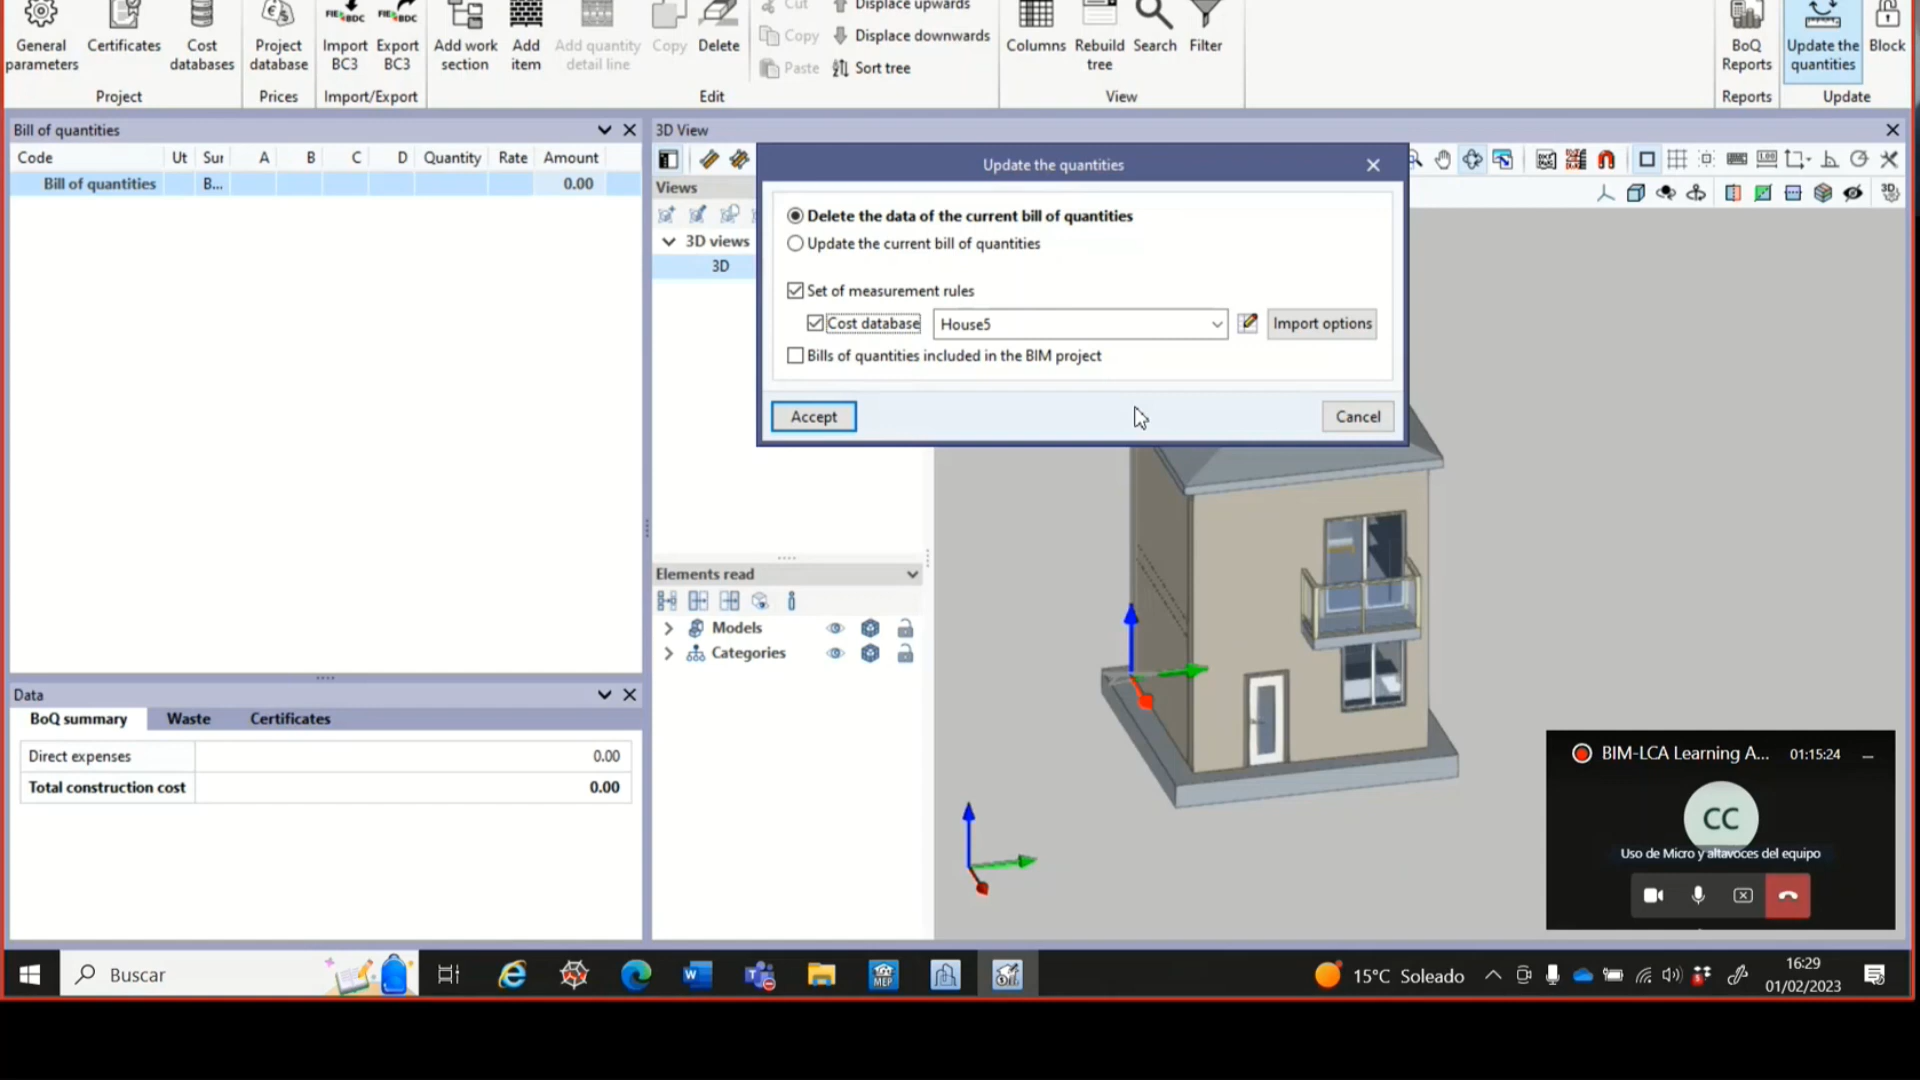 Cut
Displace upwards
General parameters
Certificates
Cost databases
Project database
Import BC3
Export BC3
Add work section
Add item
Add quantity detail line
Copy
Delete
Copy
Displace downwards
Paste
Sort tree
Columns
Rebuild tree
Search
Filter
BoQ Reports
Update the quantities
Block
Project
Prices
Import/Export
Edit
View
Reports
Update
Bill of quantities
Code Ut Sur A B C D Quantity Rate Amount
Bill of quantities B... 0.00
3D View
Views
3D views
3D
Update the quantities
Delete the data of the current bill of quantities
Update the current bill of quantities
Set of measurement rules
Cost database House5 Import options
Bills of quantities included in the BIM project
Accept Cancel
Elements read
Models
Categories
Data
BoQ summary Waste Certificates
Direct expenses 0.00
Total construction cost 0.00
BIM-LCA Learning A... 01:15:24
CC
Uso de Micro y altavoces del equipo
Buscar
MEP
15°C Soleado
16:29
01/02/2023